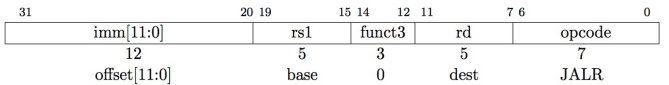 31 20 19 15 14 12 11 7 6 0
imm[11:0] rs1 funct3 rd opcode
12 5 3 5 7
offset[11:0] base 0 dest JALR